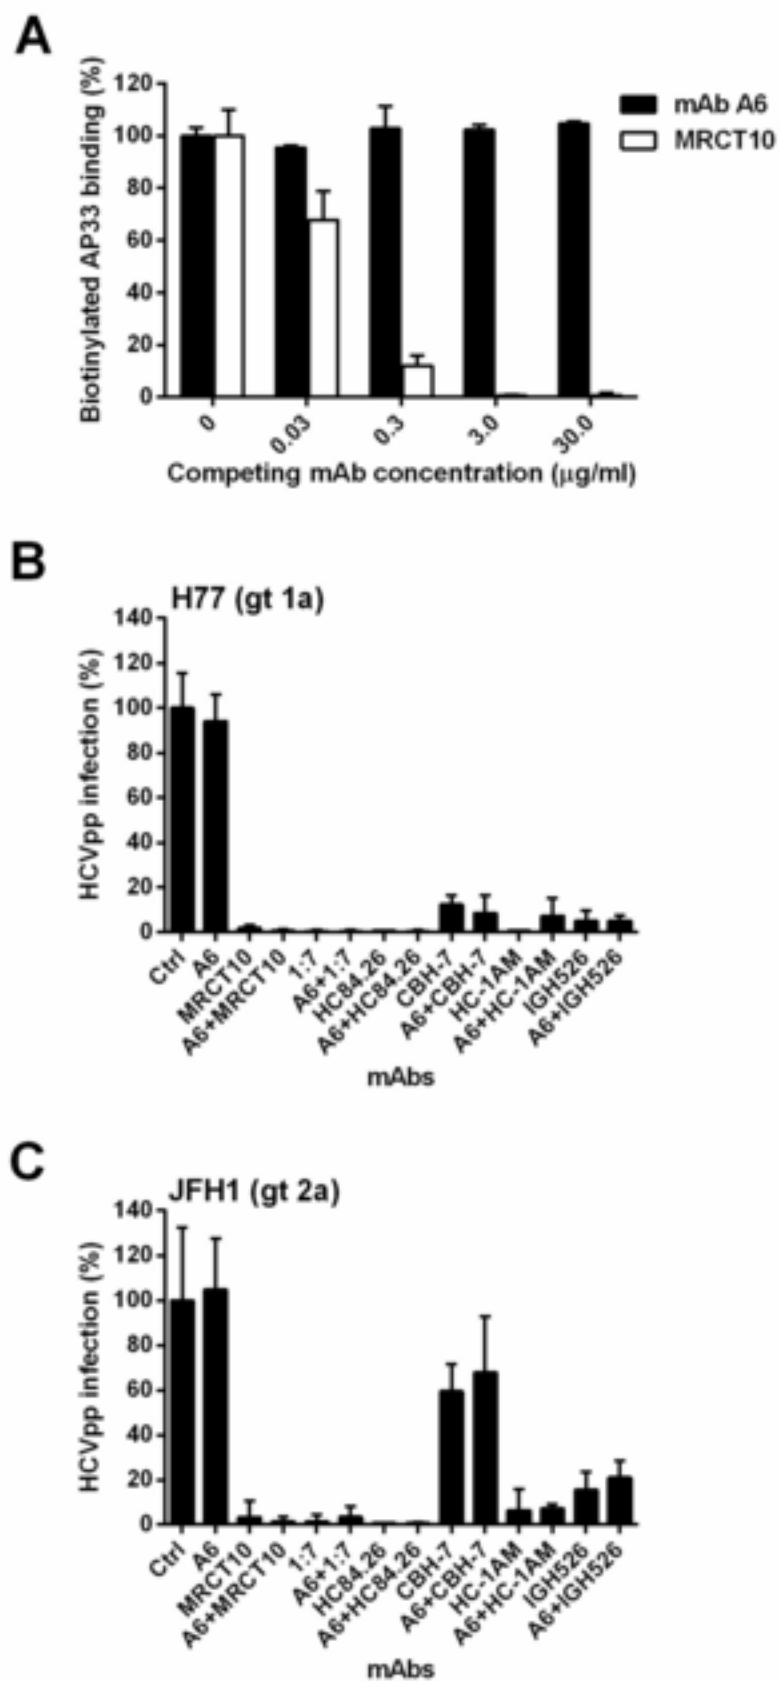 A
Biotinylated AP33 binding (%)
120
100
80
60
40
20
0
mAb A6
MRCT10
0
0.03
0.3
3.0
30.0
Competing mAb concentration (μg/ml)
B
H77 (gt 1a)
HCVpp infection (%)
140
120
100
80
60
40
20
0
Ctrl
A6
MRCT10
A6+MRCT10
1:7
A6+1:7
HC84.26
A6+HC84.26
CBH-7
A6+CBH-7
HC-1AM
A6+HC-1AM
IGH526
A6+IGH526
mAbs
C
JFH1 (gt 2a)
HCVpp infection (%)
140
120
100
80
60
40
20
0
Ctrl
A6
MRCT10
A6+MRCT10
1:7
A6+1:7
HC84.26
A6+HC84.26
CBH-7
A6+CBH-7
HC-1AM
A6+HC-1AM
IGH526
A6+IGH526
mAbs